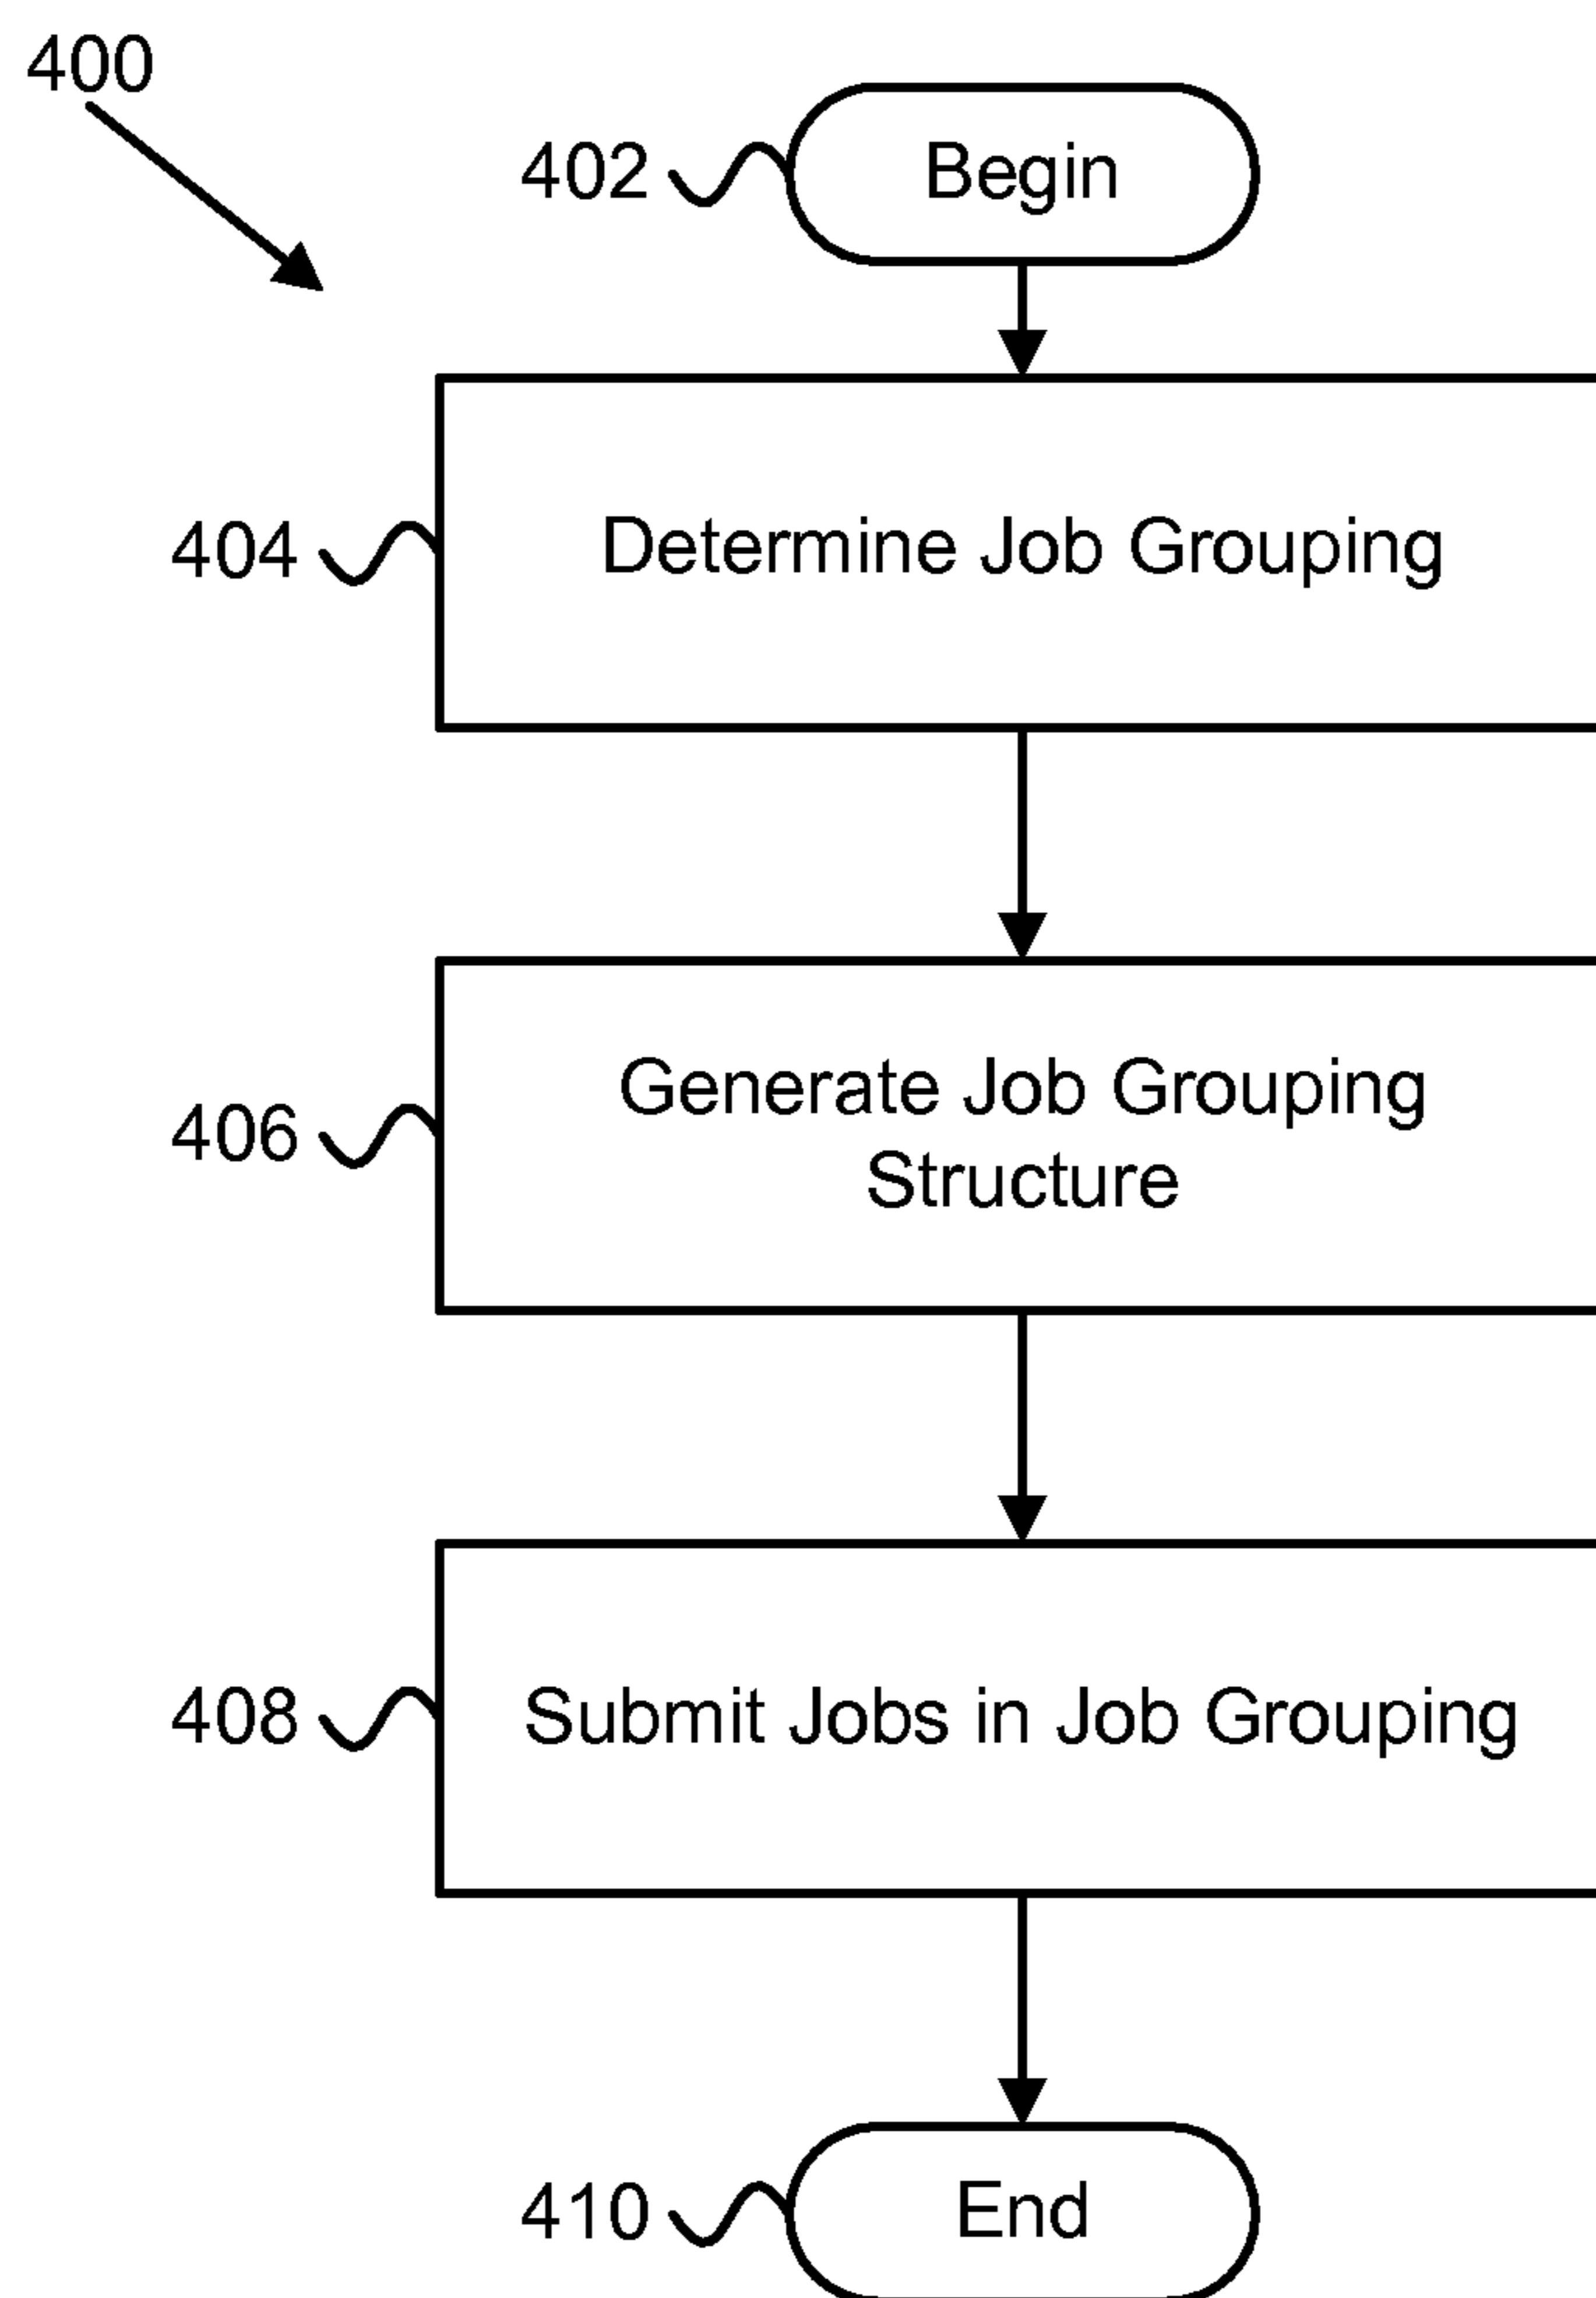 400
402
Begin
404
Determine Job Grouping
406
Generate Job Grouping
Structure
408
Submit Jobs in Job Grouping
410
End